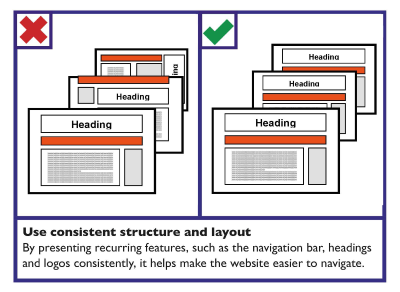 Heading
Heading
Heading
Heading
Heading
Use consistent structure and layout
By presenting recurring features, such as the navigation bar, headings
and logos consistently, it helps make the website easier to navigate.